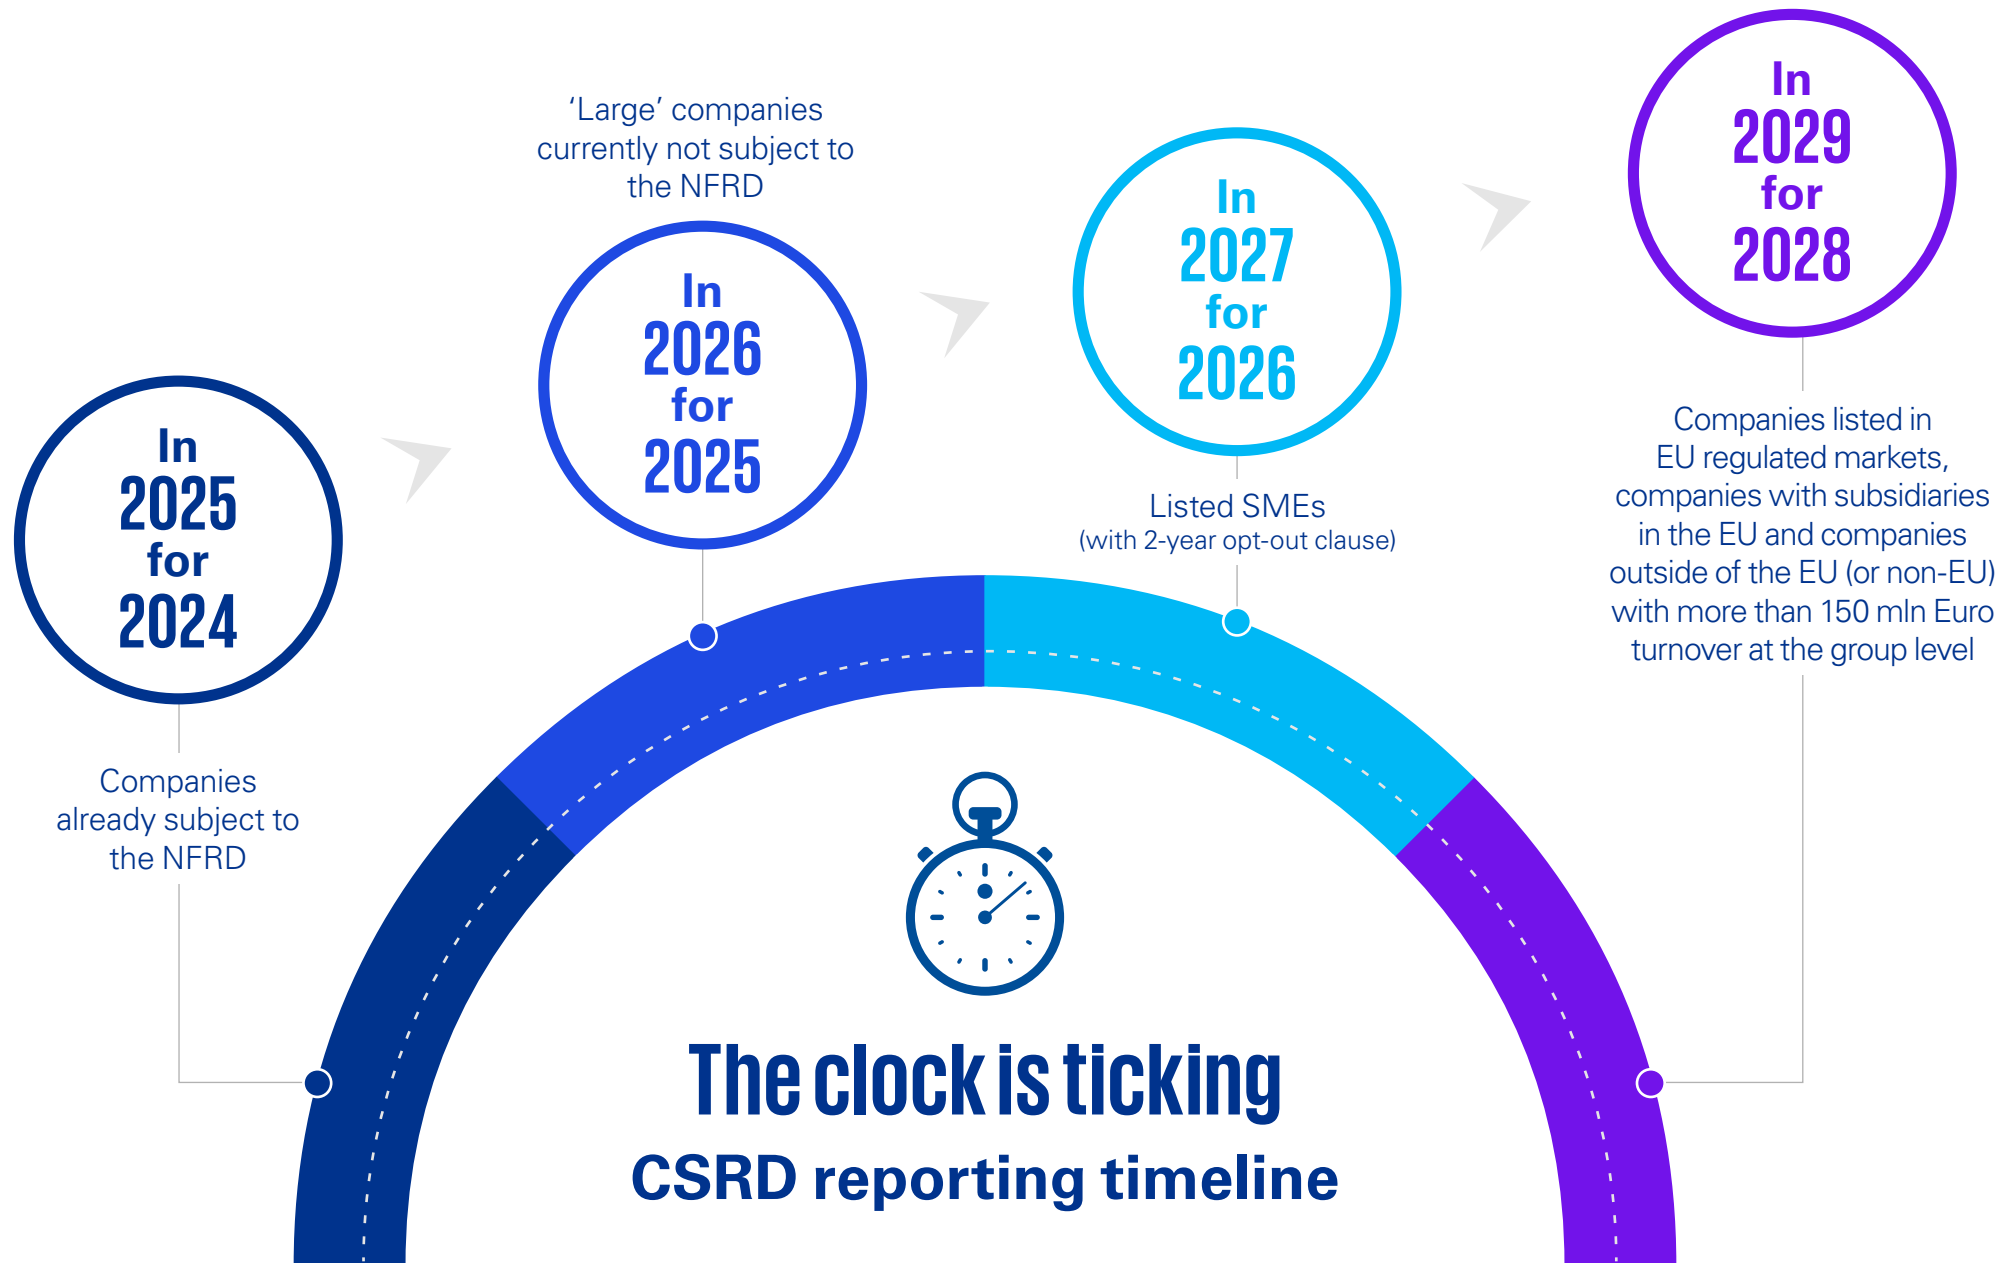 In
2025
for
2024
Companies
already subject to
the NFRD
‘Large’ companies
currently not subject to
the NFRD
In
2026
for
2025
In
2027
for
2026
Listed SMEs
(with 2-year opt-out clause)
In
2029
for
2028
Companies listed in
EU regulated markets,
companies with subsidiaries
in the EU and companies
outside of the EU (or non-EU)
with more than 150 mln Euro
turnover at the group level
The clock is ticking
CSRD reporting timeline